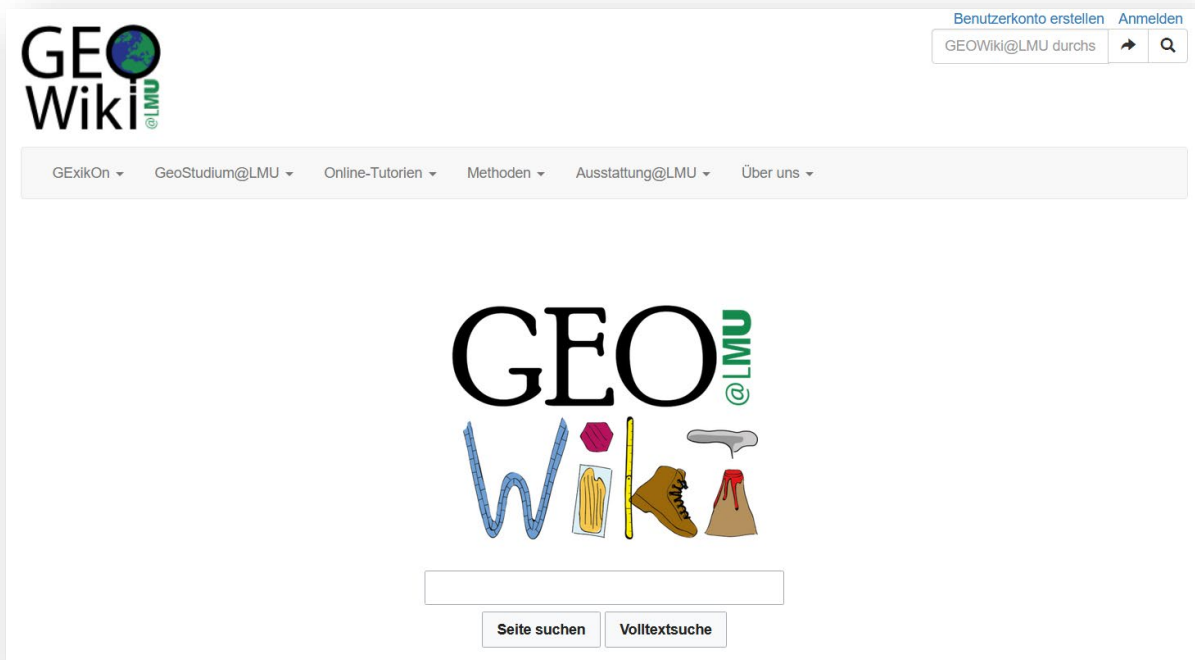 Benutzerkonto erstellen Anmelden
GEO
Wiki
@LMU
GEOWiki@LMU durchs
GExikOn GeoStudium@LMU Online-Tutorien Methoden Ausstattung@LMU Über uns
GEO
@LMU
Wiki
Seite suchen Volltextsuche